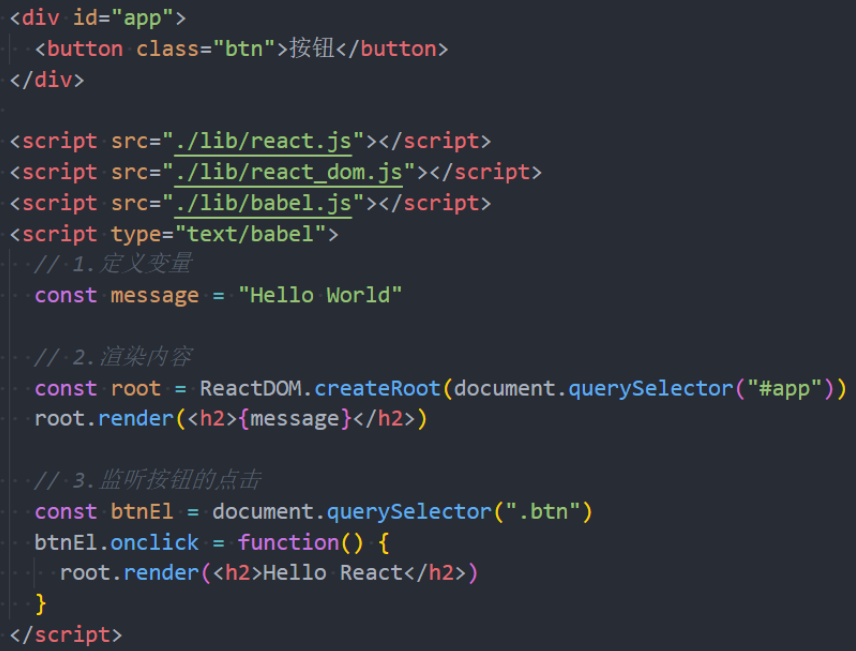 <div id="app">
  <button class="btn">按钮</button>
</div>

<script src="./lib/react.js"></script>
<script src="./lib/react_dom.js"></script>
<script src="./lib/babel.js"></script>
<script type="text/babel">
  // 1.定义变量
  const message = "Hello World"

  // 2.渲染内容
  const root = ReactDOM.createRoot(document.querySelector("#app"))
  root.render(<h2>{message}</h2>)

  // 3.监听按钮的点击
  const btnEl = document.querySelector(".btn")
  btnEl.onclick = function() {
    root.render(<h2>Hello React</h2>)
  }
</script>